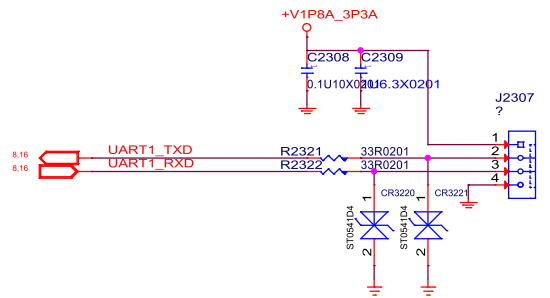 +V1P8A_3P3A
C2308 C2309
0.1U10X0201 1U6.3X0201
J2307
?
1
8,16 UART1_TXD R2321 33R0201 2
8,16 UART1_RXD R2322 33R0201 3
4
CR3220 CR3221
1 1
ST0541D4 ST0541D4
2 2